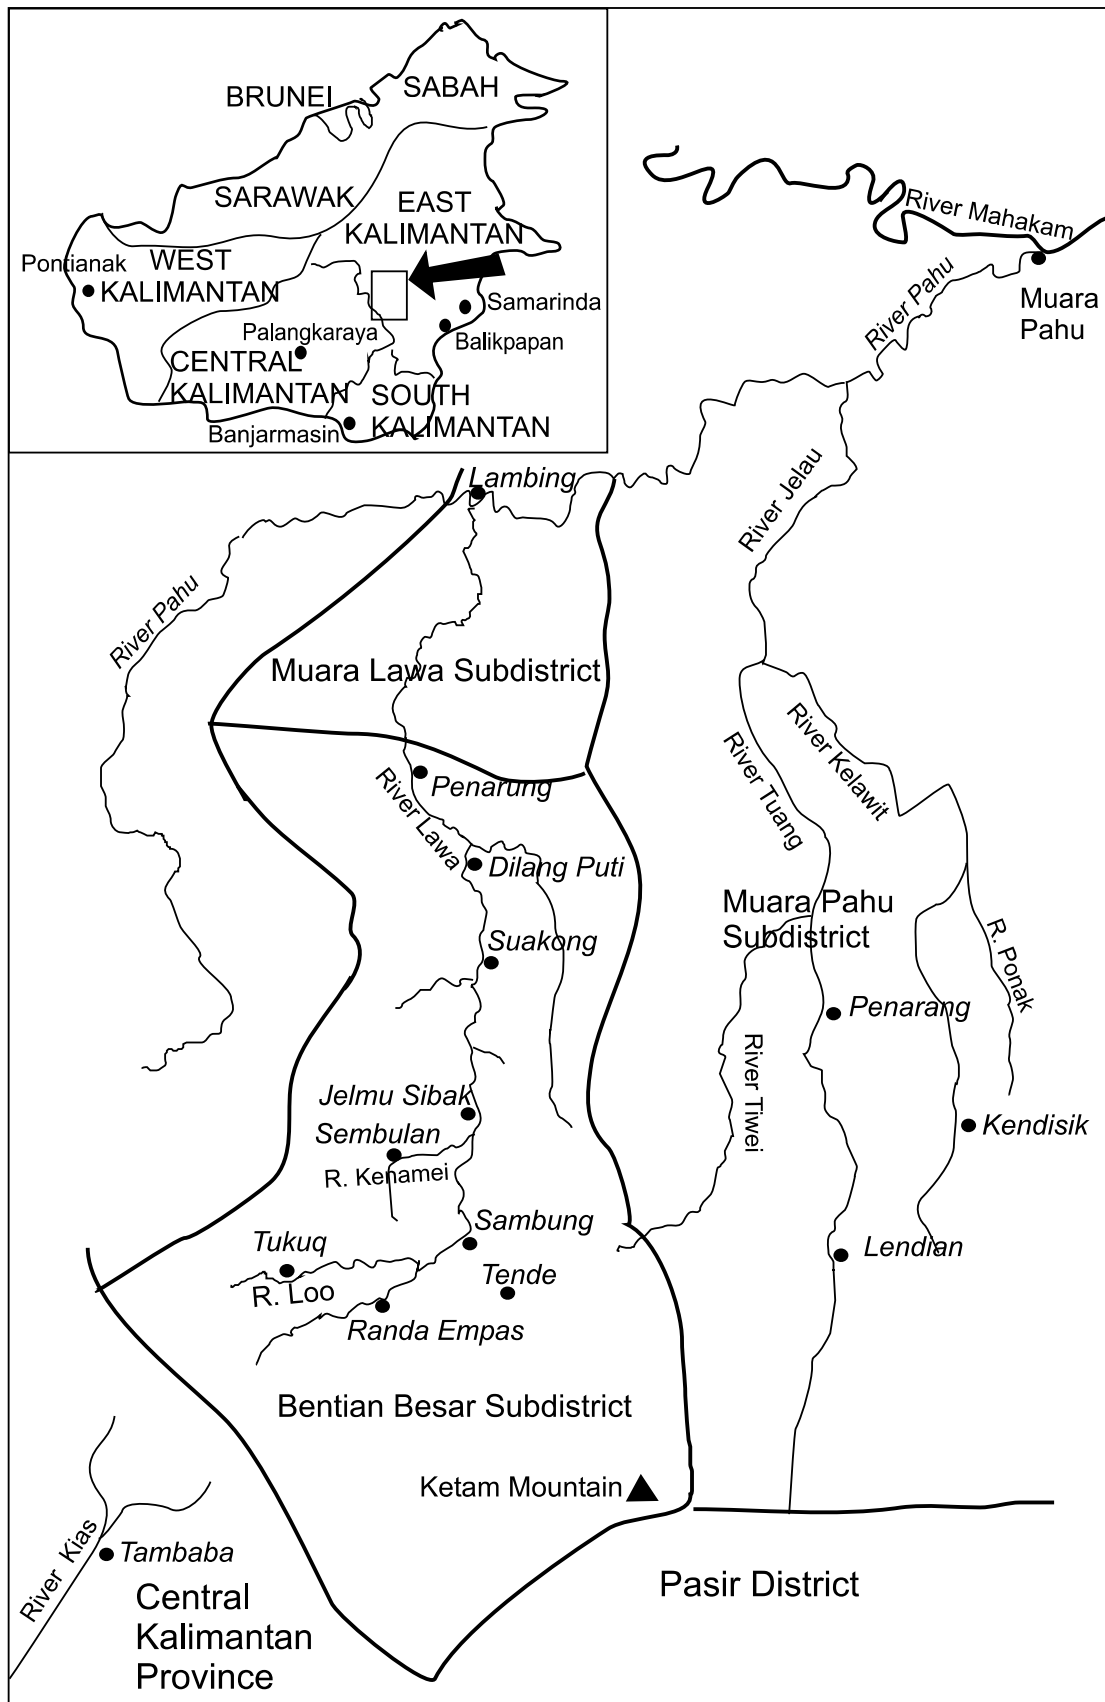 BRUNEI
SABAH
SARAWAK
EAST
KALIMANTAN
WEST
KALIMANTAN
Pontianak
Samarinda
Balikpapan
Palangkaraya
CENTRAL
KALIMANTAN
SOUTH
KALIMANTAN
Banjarmasin
River Mahakam
River Pahu
Muara
Pahu
River Jelau
Lambing
River Pahu
Muara Lawa Subdistrict
River Kelawit
River Tuang
Penarung
River Lawa
Dilang Puti
Muara Pahu
Subdistrict
Suakong
R. Ponak
Penarang
River Tiwei
Jelmu Sibak
Sembulan
R. Kenamei
Kendisik
Sambung
Tukuq
Lendian
Tende
R. Loo
Randa Empas
Bentian Besar Subdistrict
Ketam Mountain
River Kias
Tambaba
Central
Kalimantan
Province
Pasir District